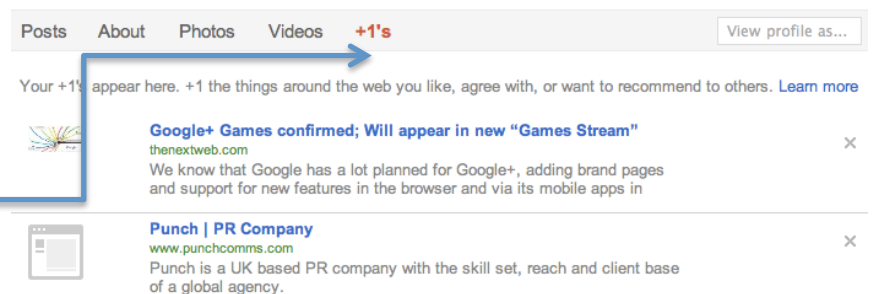 Posts About Photos Videos +1's View profile as...
Your +1's appear here. +1 the things around the web you like, agree with, or want to recommend to others. Learn more
Google+ Games confirmed; Will appear in new “Games Stream”
thenextweb.com
We know that Google has a lot planned for Google+, adding brand pages
and support for new features in the browser and via its mobile apps in
Punch | PR Company
www.punchcomms.com
Punch is a UK based PR company with the skill set, reach and client base
of a global agency.